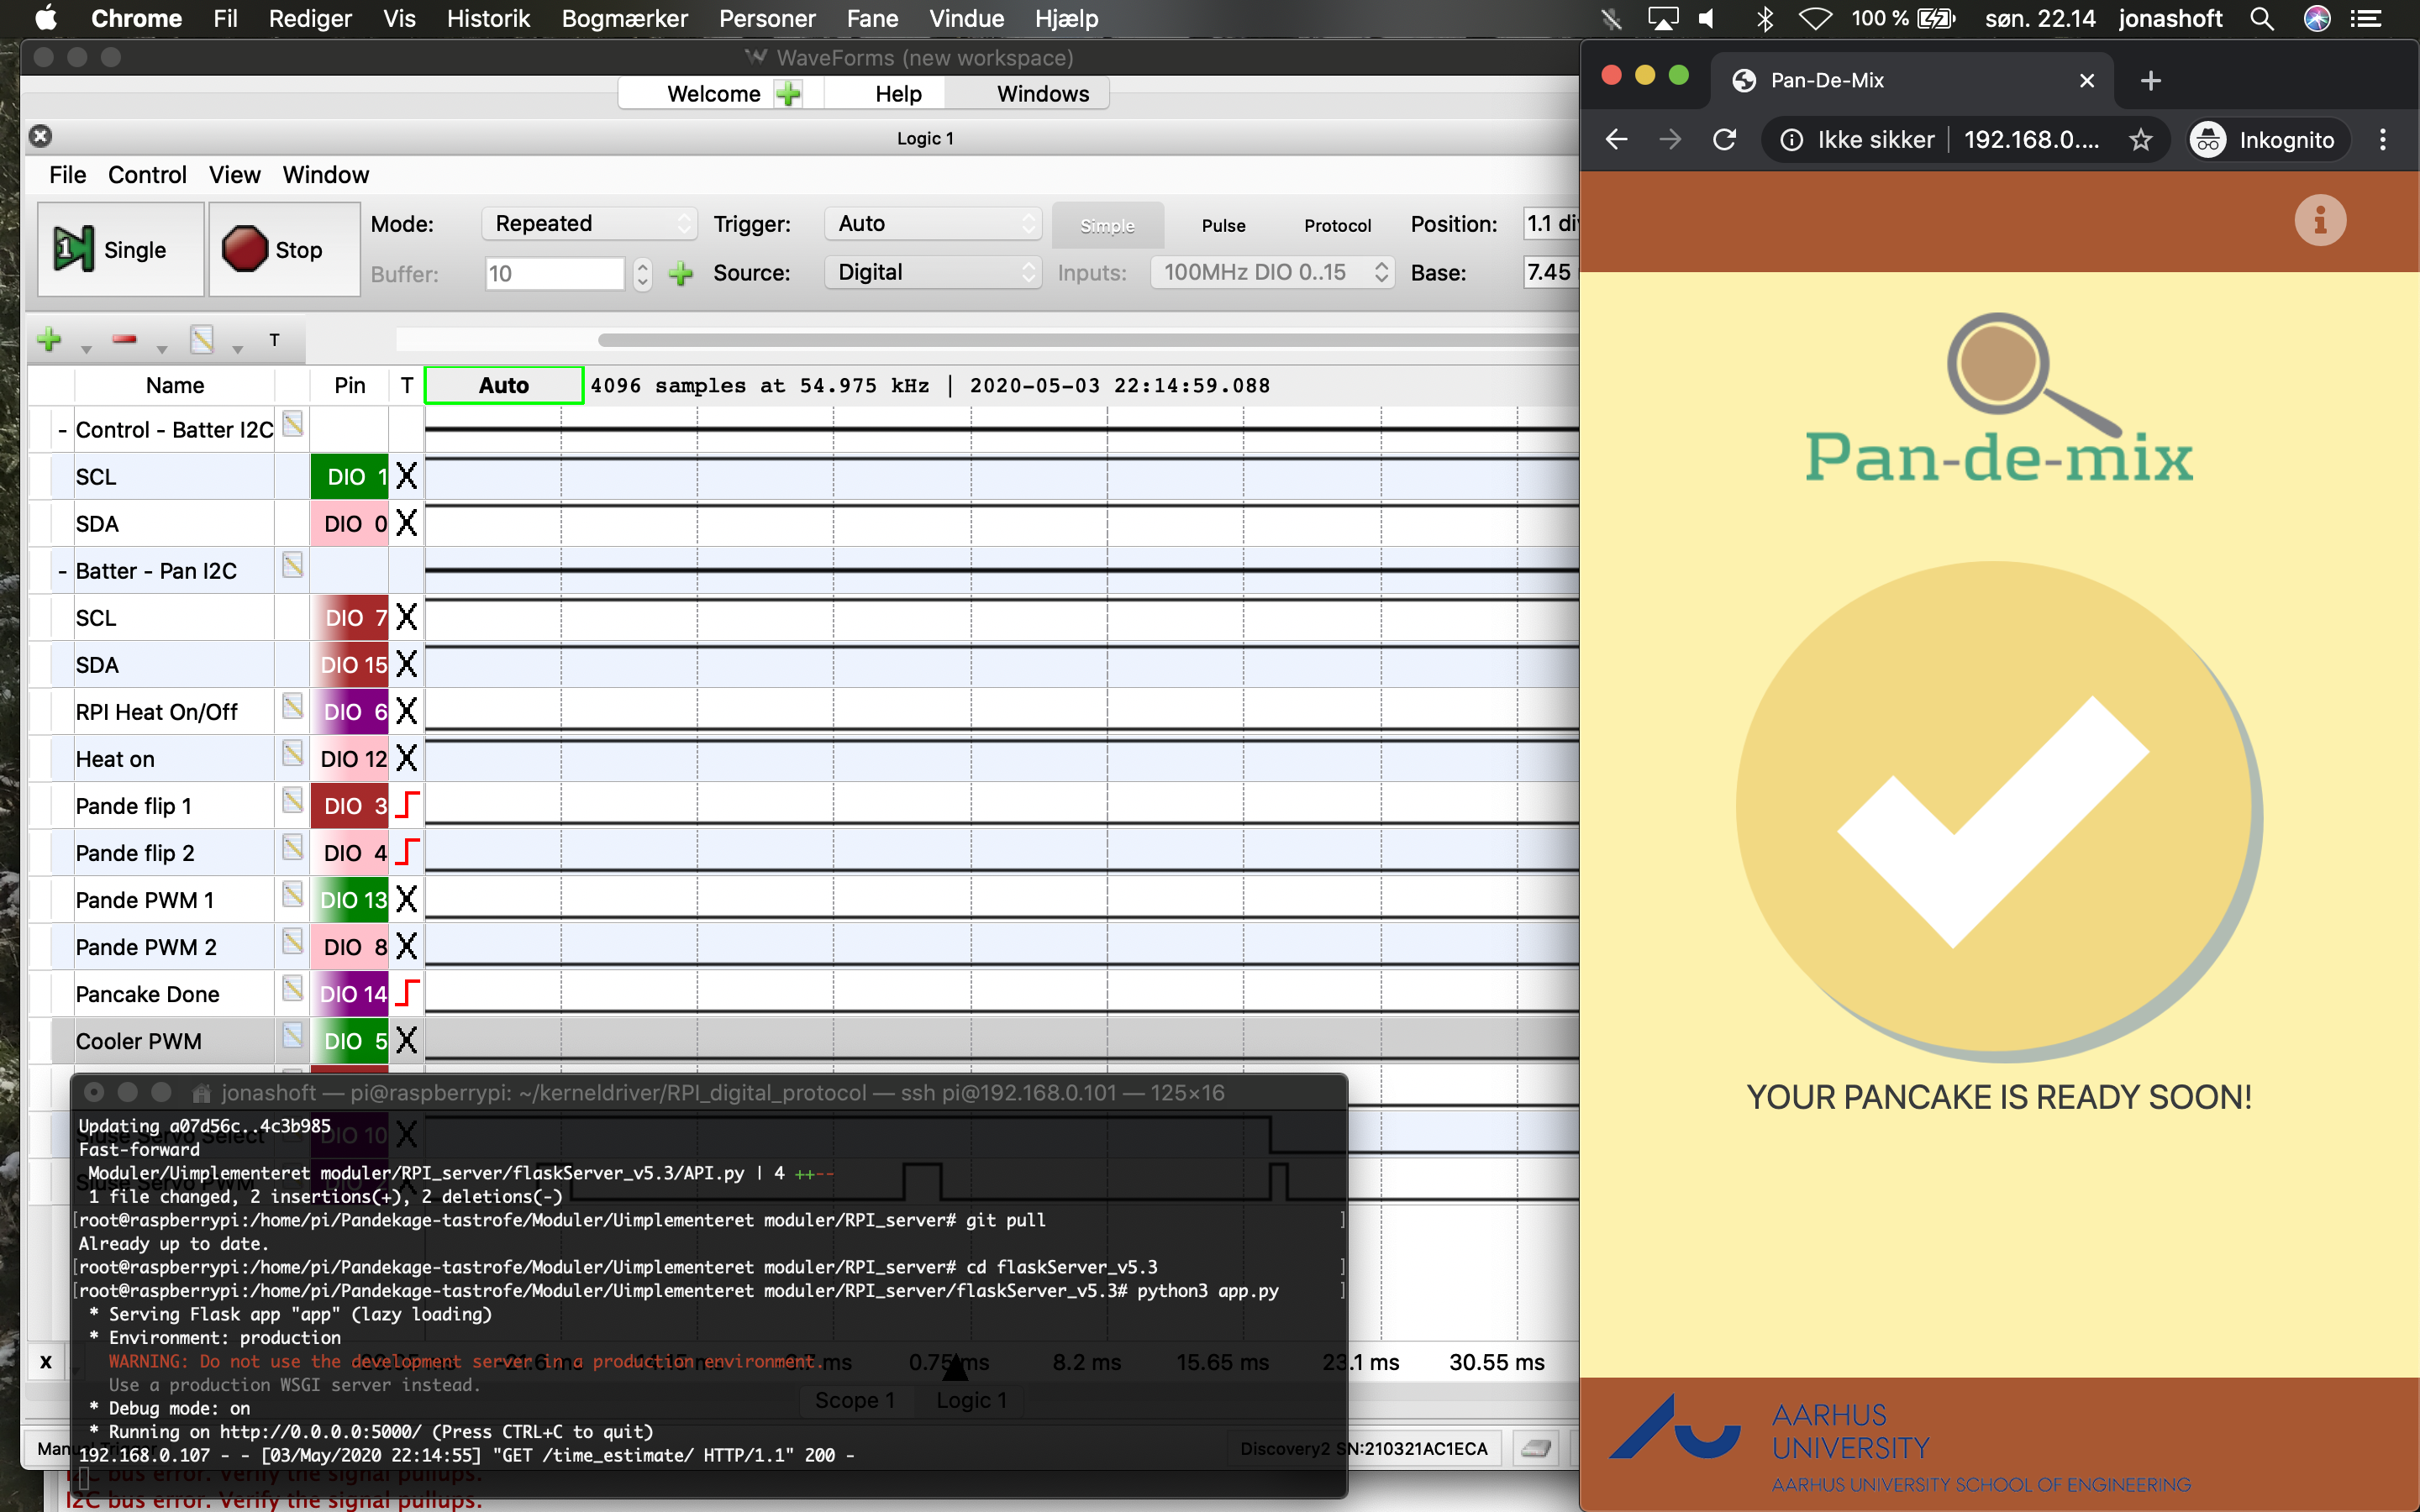 Chrome Fil Rediger Vis Historik Bogmærker Personer Fane Vindue Hjælp 100 % søn. 22.14 jonashoft
WaveForms (new workspace)
Welcome Help Windows
Logic 1
File Control View Window
Single Stop
Mode: Repeated Trigger: Auto Simple Pulse Protocol Position: 1.1 di
Buffer: 10 Source: Digital Inputs: 100MHz DIO 0..15 Base: 7.45
T
Name Pin T Auto 4096 samples at 54.975 kHz | 2020-05-03 22:14:59.088
- Control - Batter I2C
SCL DIO 1 X
SDA DIO 0 X
- Batter - Pan I2C
SCL DIO 7 X
SDA DIO 15 X
RPI Heat On/Off DIO 6 X
Heat on DIO 12 X
Pande flip 1 DIO 3
Pande flip 2 DIO 4
Pande PWM 1 DIO 13 X
Pande PWM 2 DIO 8 X
Pancake Done DIO 14
Cooler PWM DIO 5 X
Servo Select DIO 10 X
Servo PWM
X 0.75 ms 8.2 ms 15.65 ms 23.1 ms 30.55 ms
Scope 1 Logic 1
Discovery2 SN:210321AC1ECA
I2C bus error. Verify the signal pullups.
I2C bus error. Verify the signal pullups.
jonashoft — pi@raspberrypi: ~/kerneldriver/RPI_digital_protocol — ssh pi@192.168.0.101 — 125×16
Updating a07d56c..4c3b985
Fast-forward
Moduler/Uimplementeret moduler/RPI_server/flaskServer_v5.3/API.py | 4 ++--
1 file changed, 2 insertions(+), 2 deletions(-)
[root@raspberrypi:/home/pi/Pandekage-tastrofe/Moduler/Uimplementeret moduler/RPI_server# git pull ]
Already up to date.
[root@raspberrypi:/home/pi/Pandekage-tastrofe/Moduler/Uimplementeret moduler/RPI_server# cd flaskServer_v5.3 ]
[root@raspberrypi:/home/pi/Pandekage-tastrofe/Moduler/Uimplementeret moduler/RPI_server/flaskServer_v5.3# python3 app.py ]
* Serving Flask app "app" (lazy loading)
* Environment: production
WARNING: Do not use the development server in a production environment.
Use a production WSGI server instead.
* Debug mode: on
* Running on http://0.0.0.0:5000/ (Press CTRL+C to quit)
192.168.0.107 - - [03/May/2020 22:14:55] "GET /time_estimate/ HTTP/1.1" 200 -
Pan-De-Mix
Ikke sikker 192.168.0.... Inkognito
Pan-de-mix
YOUR PANCAKE IS READY SOON!
AARHUS
UNIVERSITY
AARHUS UNIVERSITY SCHOOL OF ENGINEERING